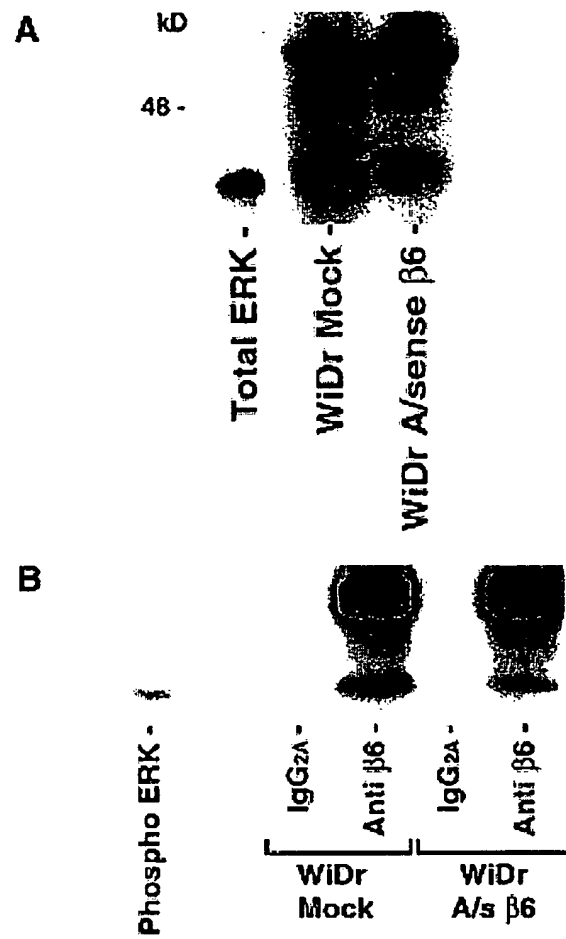 A
kD
48 -
Total ERK -
WiDr Mock -
WiDr A/sense β6 -
B
Phospho ERK -
IgG2A -
Anti β6 -
IgG2A -
Anti β6 -
WiDr
Mock
WiDr
A/s β6